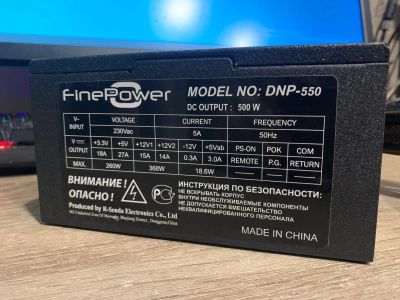 FinePower
MODEL NO: DNP-550
DC OUTPUT : 500 W
V~ INPUT VOLTAGE CURRENT FREQUENCY
230Vac 5A 50Hz
V OUTPUT +3.3V +5V +12V1 +12V2 -12V +5Vsb PS-ON POK COM
18A 27A 15A 14A 0.3A 3.0A REMOTE P.G. RETURN
MAX. 260W 368W 18.6W
ВНИМАНИЕ!
ОПАСНО!
ИНСТРУКЦИЯ ПО БЕЗОПАСНОСТИ:
НЕ ВСКРЫВАТЬ КОРПУС
ВНУТРИ НЕОБСЛУЖИВАЕМЫЕ КОМПОНЕНТЫ
НЕ ДОПУСКАЕТСЯ ВМЕШАТЕЛЬСТВО
НЕКВАЛИФИЦИРОВАННОГО ПЕРСОНАЛА
Produced by R-Senda Electronics Co., Ltd
MADE IN CHINA